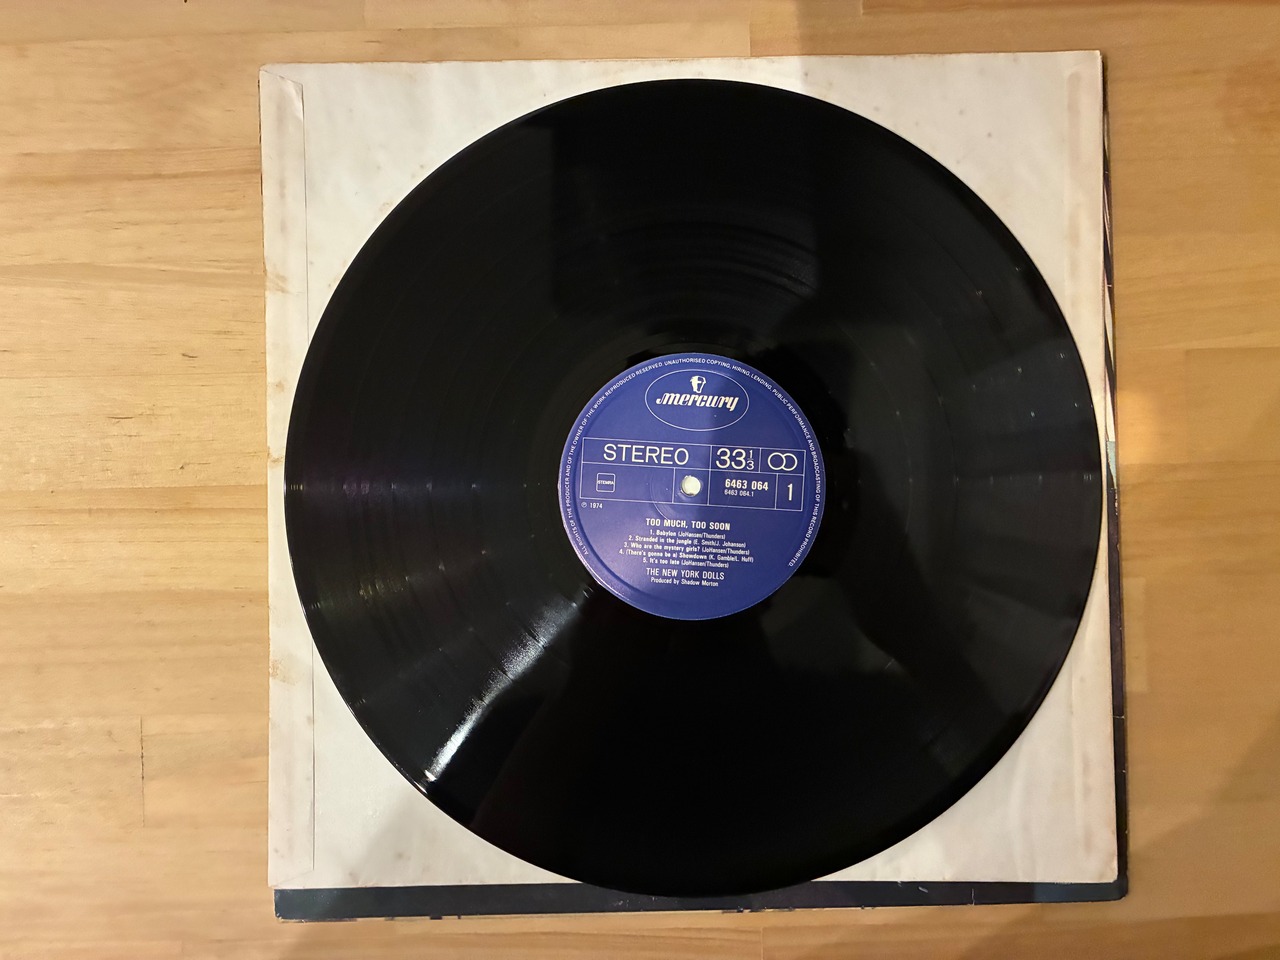 ALL RIGHTS OF THE PRODUCER AND OF THE OWNER OF THE WORK REPRODUCED RESERVED. UNAUTHORISED COPYING, HIRING, LENDING, PUBLIC PERFORMANCE AND BROADCASTING OF THIS RECORD PROHIBITED.
mercury
STEREO 33 1/3
STEMRA 6463 064 1
6463 064.1
℗ 1974
TOO MUCH, TOO SOON
1. Babylon (JoHansen/Thunders)
2. Stranded in the jungle (E. Smith/J. Johanson)
3. Who are the mystery girls? (JoHansen/Thunders)
4. (There's gonna be a) Showdown (K. Gamble/L. Huff)
5. It's too late (JoHansen/Thunders)
THE NEW YORK DOLLS
Produced by Shadow Morton